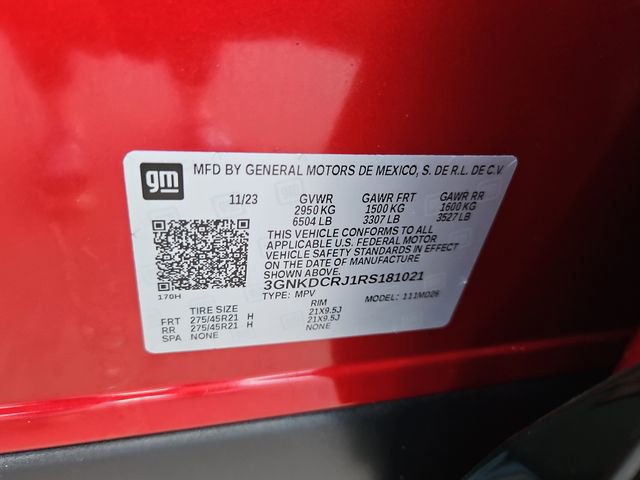 gm
MFD BY GENERAL MOTORS DE MEXICO, S. DE R.L. DE C.V.
11/23 GVWR GAWR FRT GAWR RR
2950 KG 1500 KG 1600 KG
6504 LB 3307 LB 3527 LB
THIS VEHICLE CONFORMS TO ALL
APPLICABLE U.S. FEDERAL MOTOR
VEHICLE SAFETY STANDARDS IN EFFECT
ON THE DATE OF MANUFACTURE
SHOWN ABOVE.
3GNKDCRJ1RS181021
170H TYPE: MPV MODEL: 111MD26
TIRE SIZE RIM
FRT 275/45R21 H 21X9.5J
RR 275/45R21 H 21X9.5J
SPA NONE NONE